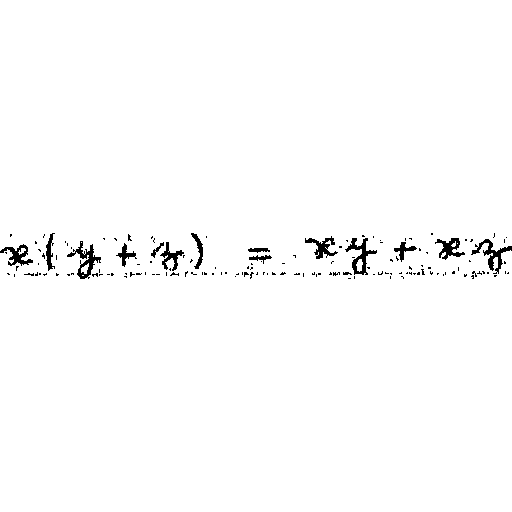 x(y+z) = xy + xz